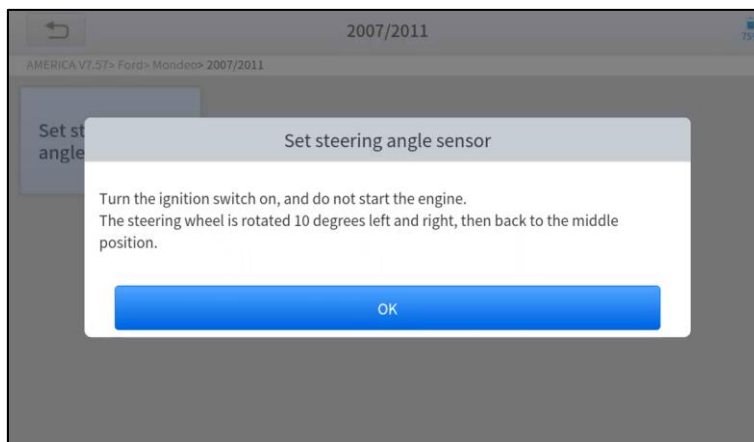 2007/2011
AMERICA V7.57> Ford> Mondeo> 2007/2011
Set st
angle
Set steering angle sensor
Turn the ignition switch on, and do not start the engine.
The steering wheel is rotated 10 degrees left and right, then back to the middle
position.
OK